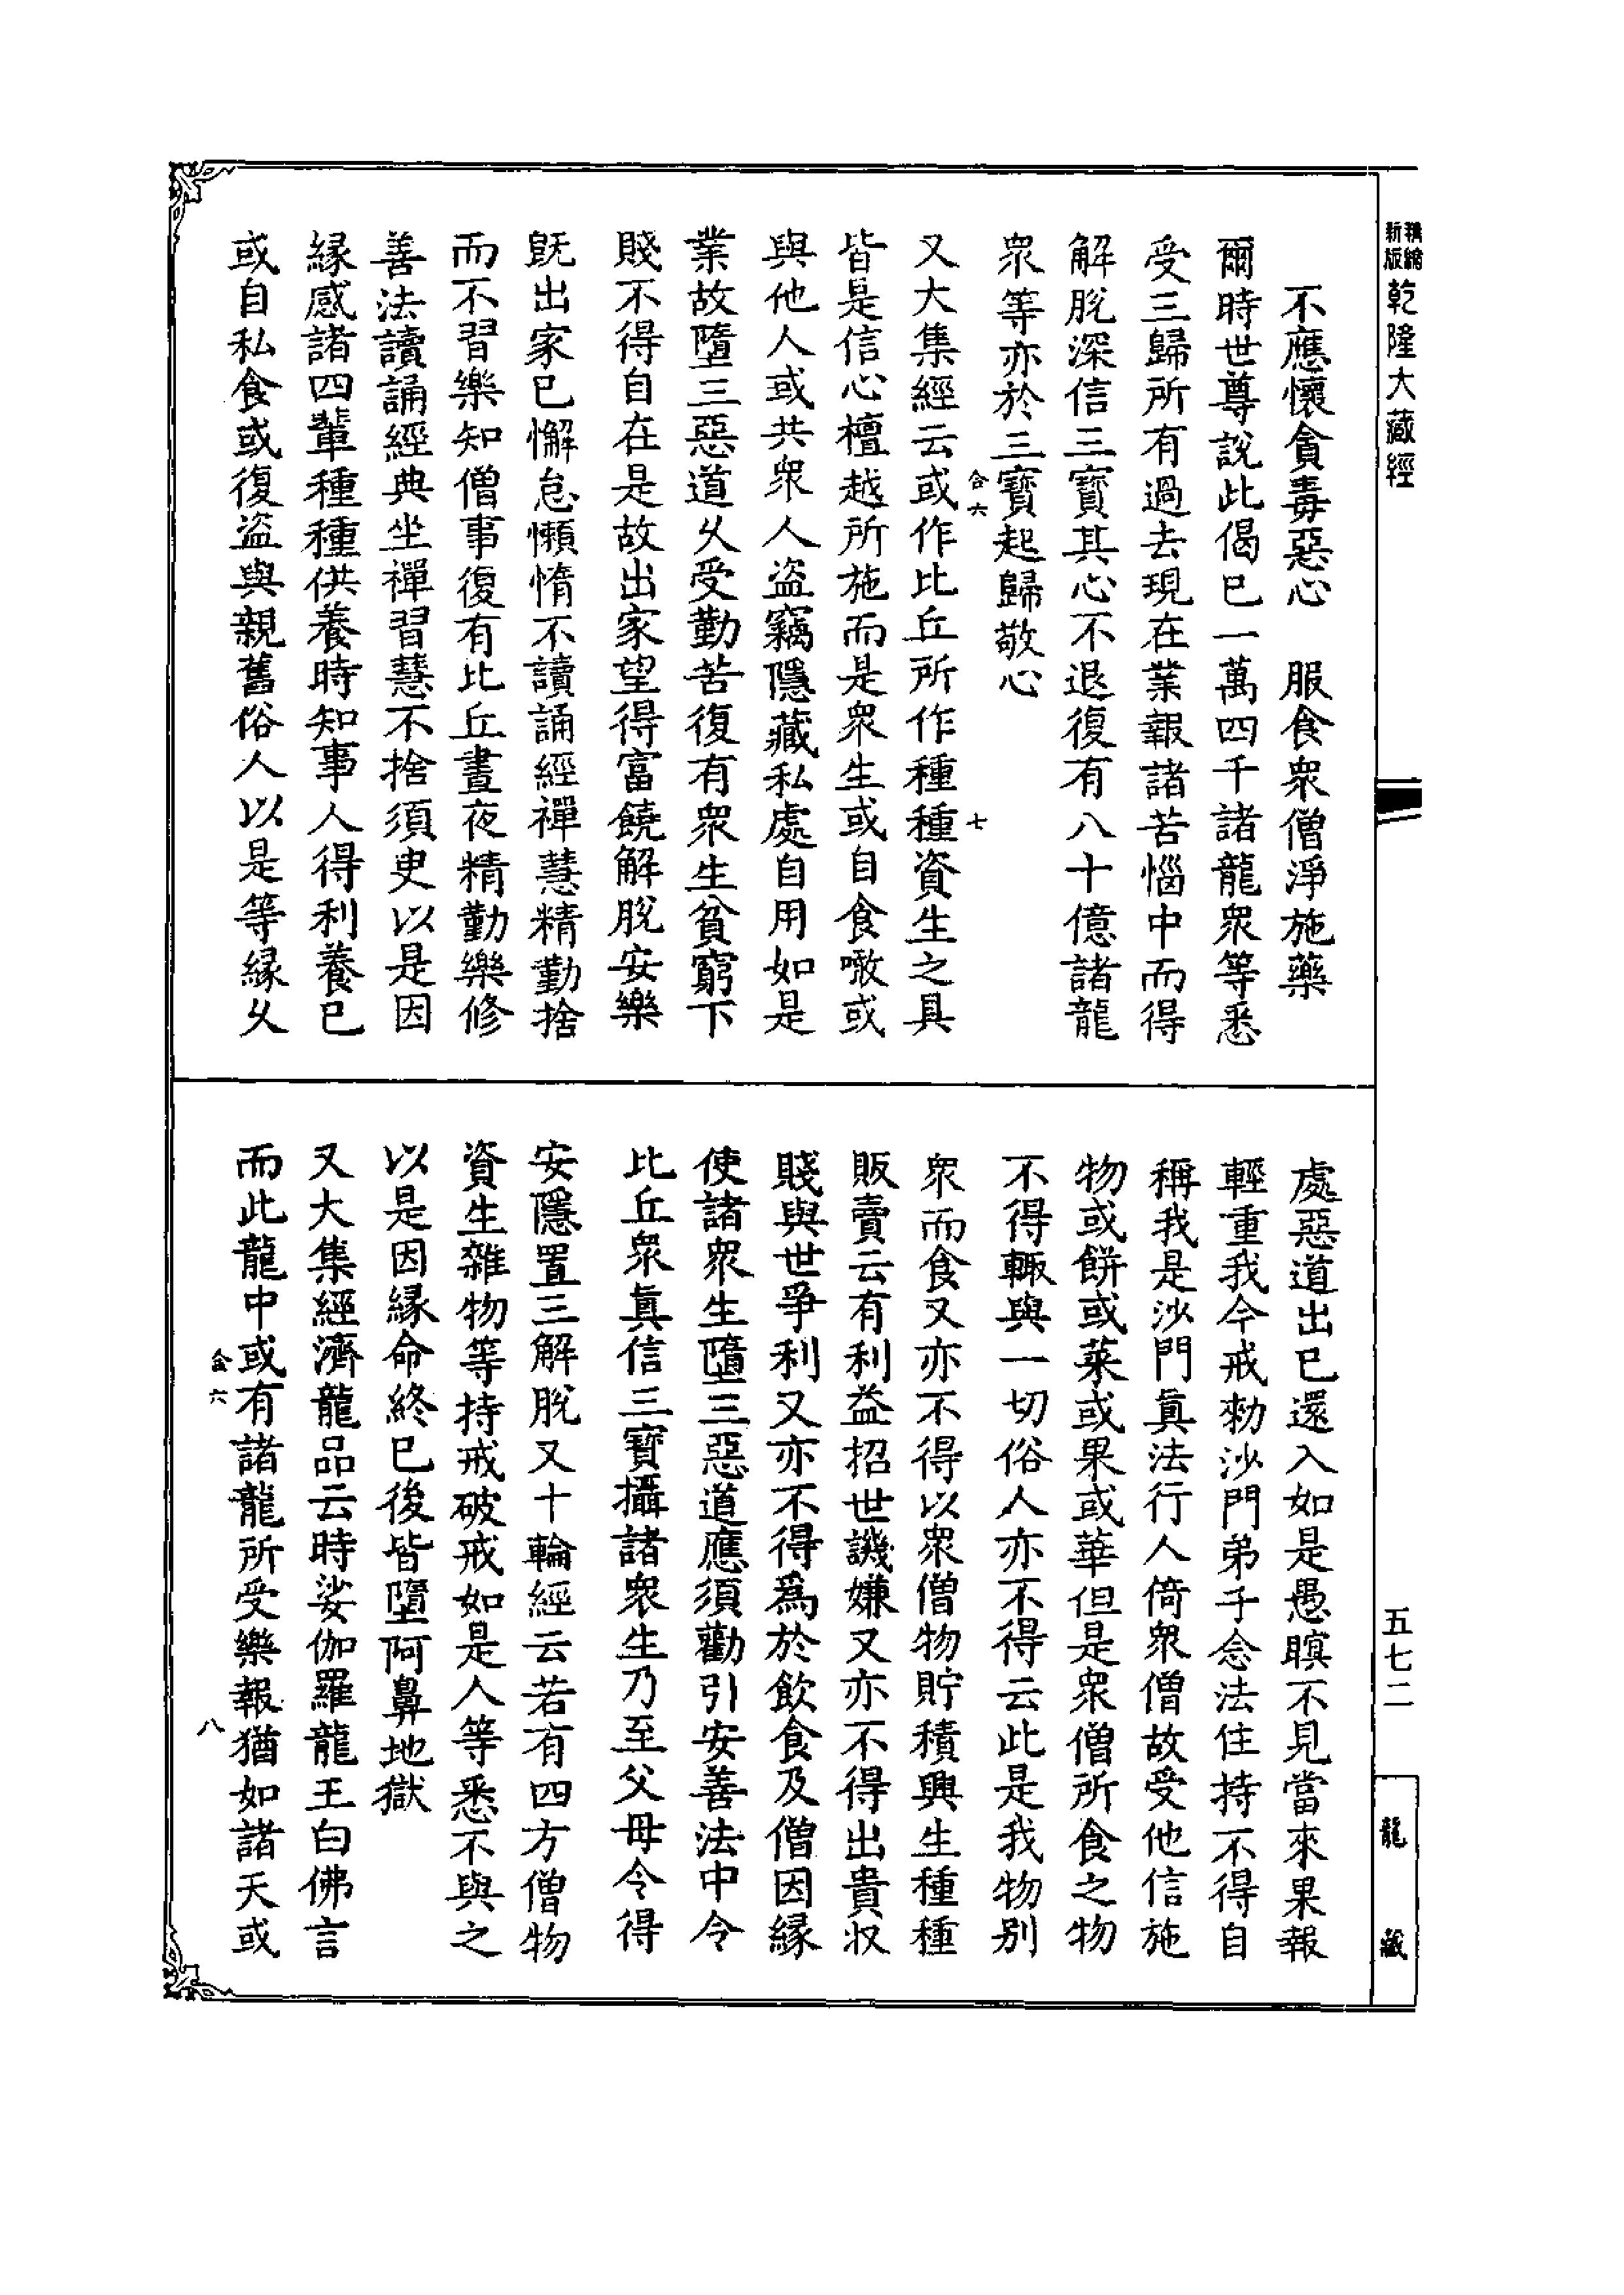 新版
精繪
乾隆大藏經
五七二
龍藏
不應懷貪毒惡心　服食衆僧淨施藥
爾時世尊說此偈已一萬四千諸龍衆等悉
受三歸所有過去現在業報諸苦惱中而得
解脫深信三寶其心不退復有八十億諸龍
衆等亦於三寶起歸敬心
合六
七
又大集經云或作比丘所作種種資生之具
皆是信心檀越所施而是衆生或自食噉或
與他人或共衆人盜竊隱藏私處自用如是
業故墮三惡道乆受勤苦復有衆生貧窮下
賤不得自在是故出家望得富饒解脫安樂
旣出家已懈怠懶惰不讀誦經禪慧精勤捨
而不習樂知僧事復有比丘晝夜精勤樂修
善法讀誦經典坐禪習慧不捨須臾以是因
緣感諸四輩種種供養時知事人得利養已
或自私食或復盜與親舊俗人以是等緣乆
處惡道出已還入如是愚瞑不見當來果報
輕重我今戒勑沙門弟子念法住持不得自
稱我是沙門眞法行人倚衆僧故受他信施
物或餅或菜或果或華但是衆僧所食之物
不得輙與一切俗人亦不得云此是我物別
衆而食又亦不得以衆僧物貯積興生種種
販賣云有利益招世譏嫌又亦不得出貴収
賤與世爭利又亦不得爲於飲食及僧因緣
使諸衆生墮三惡道應須勸引安善法中令
比丘衆眞信三寶攝諸衆生乃至父母令得
安隱置三解脫又十輪經云若有四方僧物
資生雜物等持戒破戒如是人等悉不與之
以是因緣命終已後皆墮阿鼻地獄
又大集經濟龍品云時娑伽羅龍王白佛言
而此龍中或有諸龍所受樂報猶如諸天或
合六
八